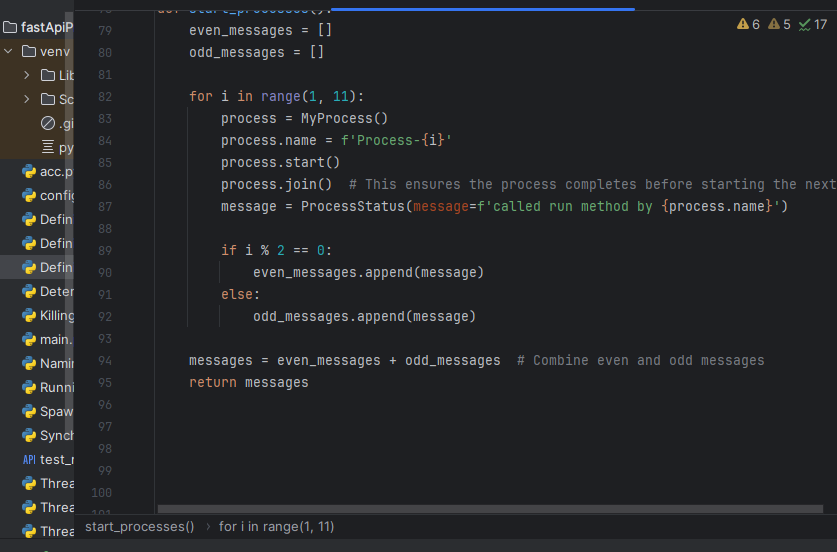 fastApiP
venv
Lib
Sc
.gi
py
acc.p
config
Defin
Defin
Defin
Deter
Killing
main.
Namin
Runni
Spaw
Synch
API test_r
Threa
Threa
Threa
6 5 17
79 even_messages = []
80 odd_messages = []
81
82 for i in range(1, 11):
83 process = MyProcess()
84 process.name = f'Process-{i}'
85 process.start()
86 process.join()  # This ensures the process completes before starting the next
87 message = ProcessStatus(message=f'called run method by {process.name}')
88
89 if i % 2 == 0:
90 even_messages.append(message)
91 else:
92 odd_messages.append(message)
93
94 messages = even_messages + odd_messages  # Combine even and odd messages
95 return messages
96
97
98
99
100
start_processes() › for i in range(1, 11)